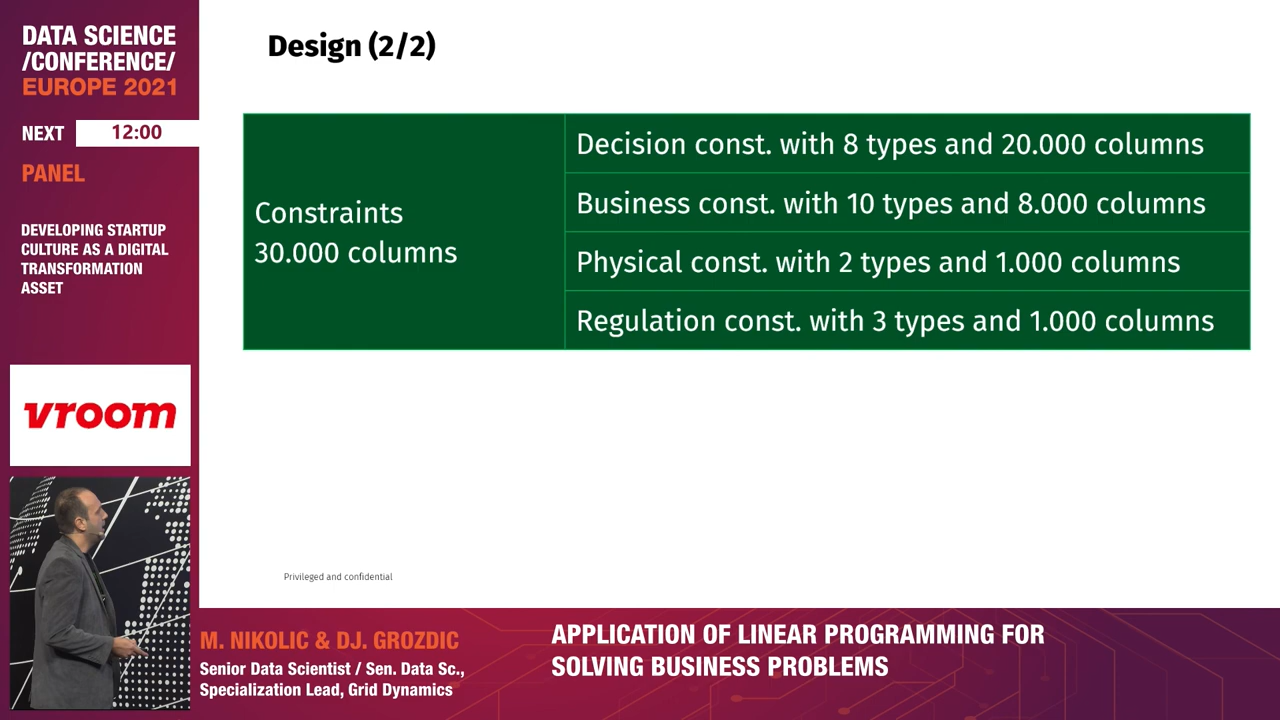 DATA SCIENCE
/CONFERENCE/
EUROPE 2021
NEXT 12:00
PANEL
DEVELOPING STARTUP
CULTURE AS A DIGITAL
TRANSFORMATION
ASSET
vroom
Design (2/2)
Constraints
30.000 columns
Decision const. with 8 types and 20.000 columns
Business const. with 10 types and 8.000 columns
Physical const. with 2 types and 1.000 columns
Regulation const. with 3 types and 1.000 columns
Privileged and confidential
M. NIKOLIC & DJ. GROZDIC
Senior Data Scientist / Sen. Data Sc.,
Specialization Lead, Grid Dynamics
APPLICATION OF LINEAR PROGRAMMING FOR
SOLVING BUSINESS PROBLEMS